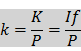 k = K/P = If/P